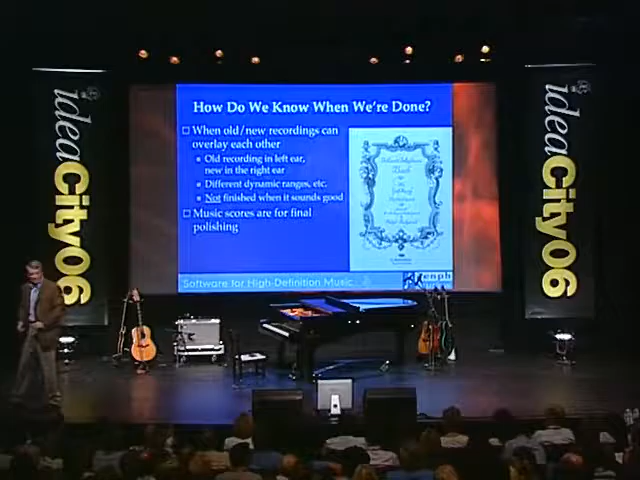 ideaCity06
How Do We Know When We're Done?
When old/new recordings can
overlay each other
Old recording in left ear,
new in the right ear
Different dynamic ranges, etc.
Not finished when it sounds good
Music scores are for final
polishing
Software for High-Definition Music
ideaCity06